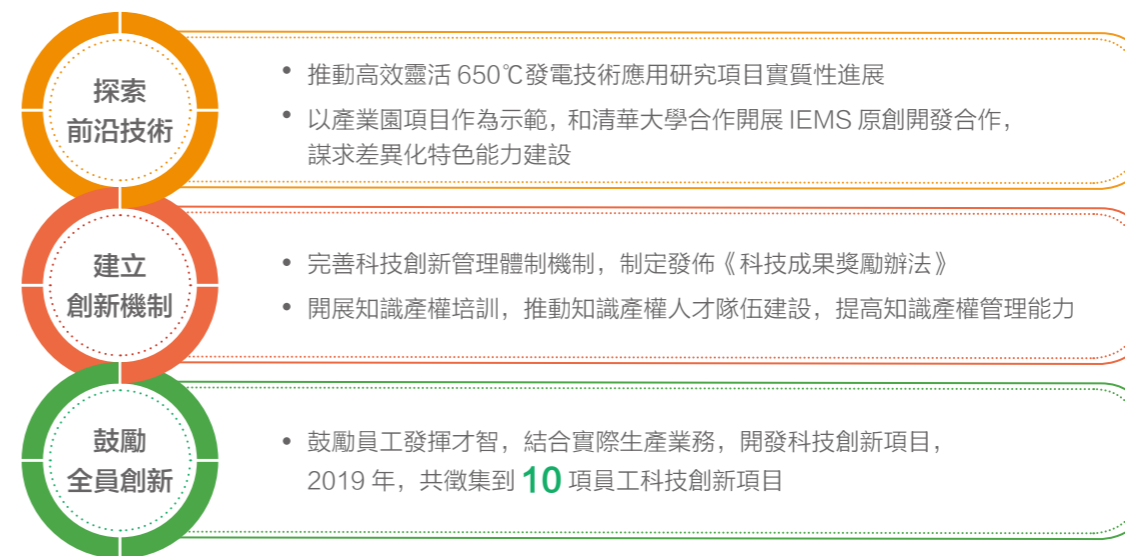 探索
前沿技術
• 推動高效靈活 650℃發電技術應用研究項目實質性進展
• 以產業園項目作為示範，和清華大學合作開展 IEMS 原創開發合作，
謀求差異化特色能力建設
建立
創新機制
• 完善科技創新管理體制機制，制定發佈《科技成果獎勵辦法》
• 開展知識產權培訓，推動知識產權人才隊伍建設，提高知識產權管理能力
鼓勵
全員創新
• 鼓勵員工發揮才智，結合實際生產業務，開發科技創新項目，
2019 年，共徵集到 10 項員工科技創新項目